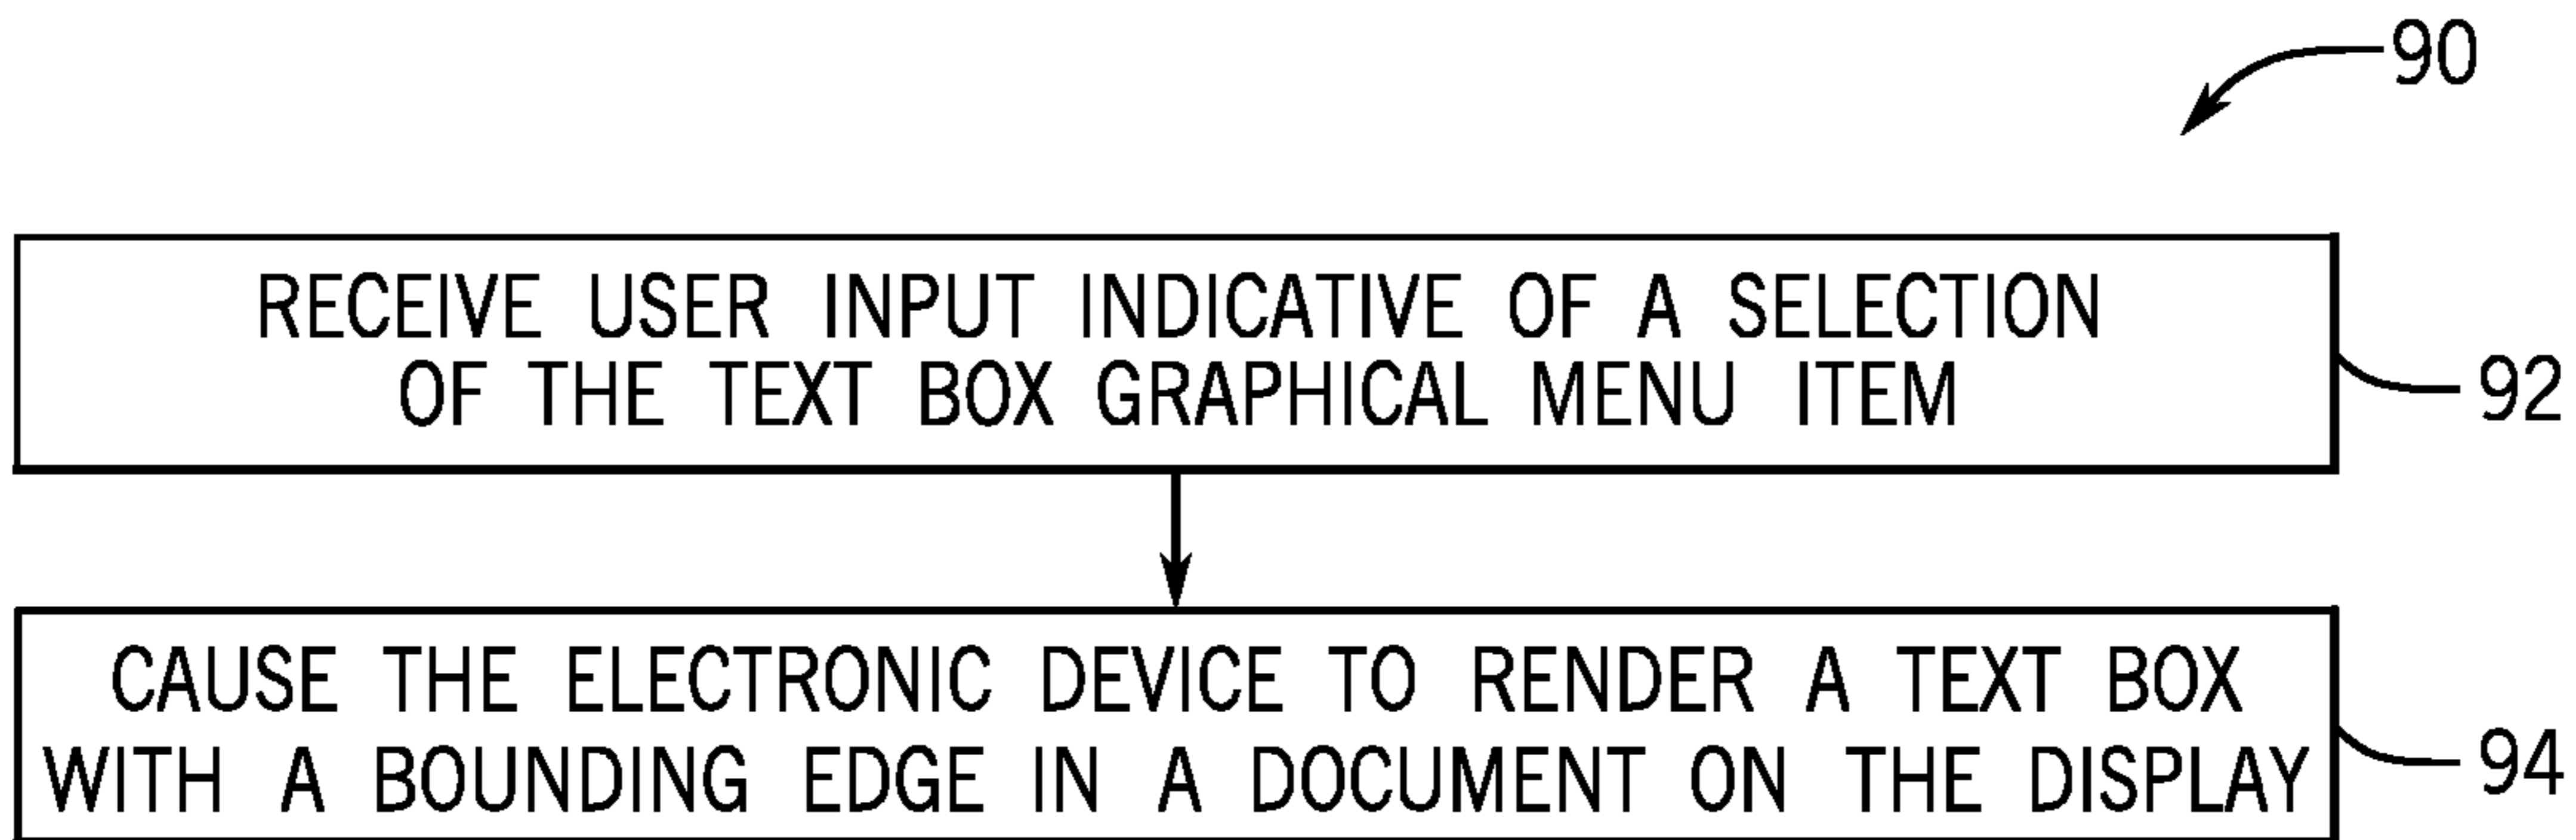 90
RECEIVE USER INPUT INDICATIVE OF A SELECTION
OF THE TEXT BOX GRAPHICAL MENU ITEM
92
CAUSE THE ELECTRONIC DEVICE TO RENDER A TEXT BOX
WITH A BOUNDING EDGE IN A DOCUMENT ON THE DISPLAY
94